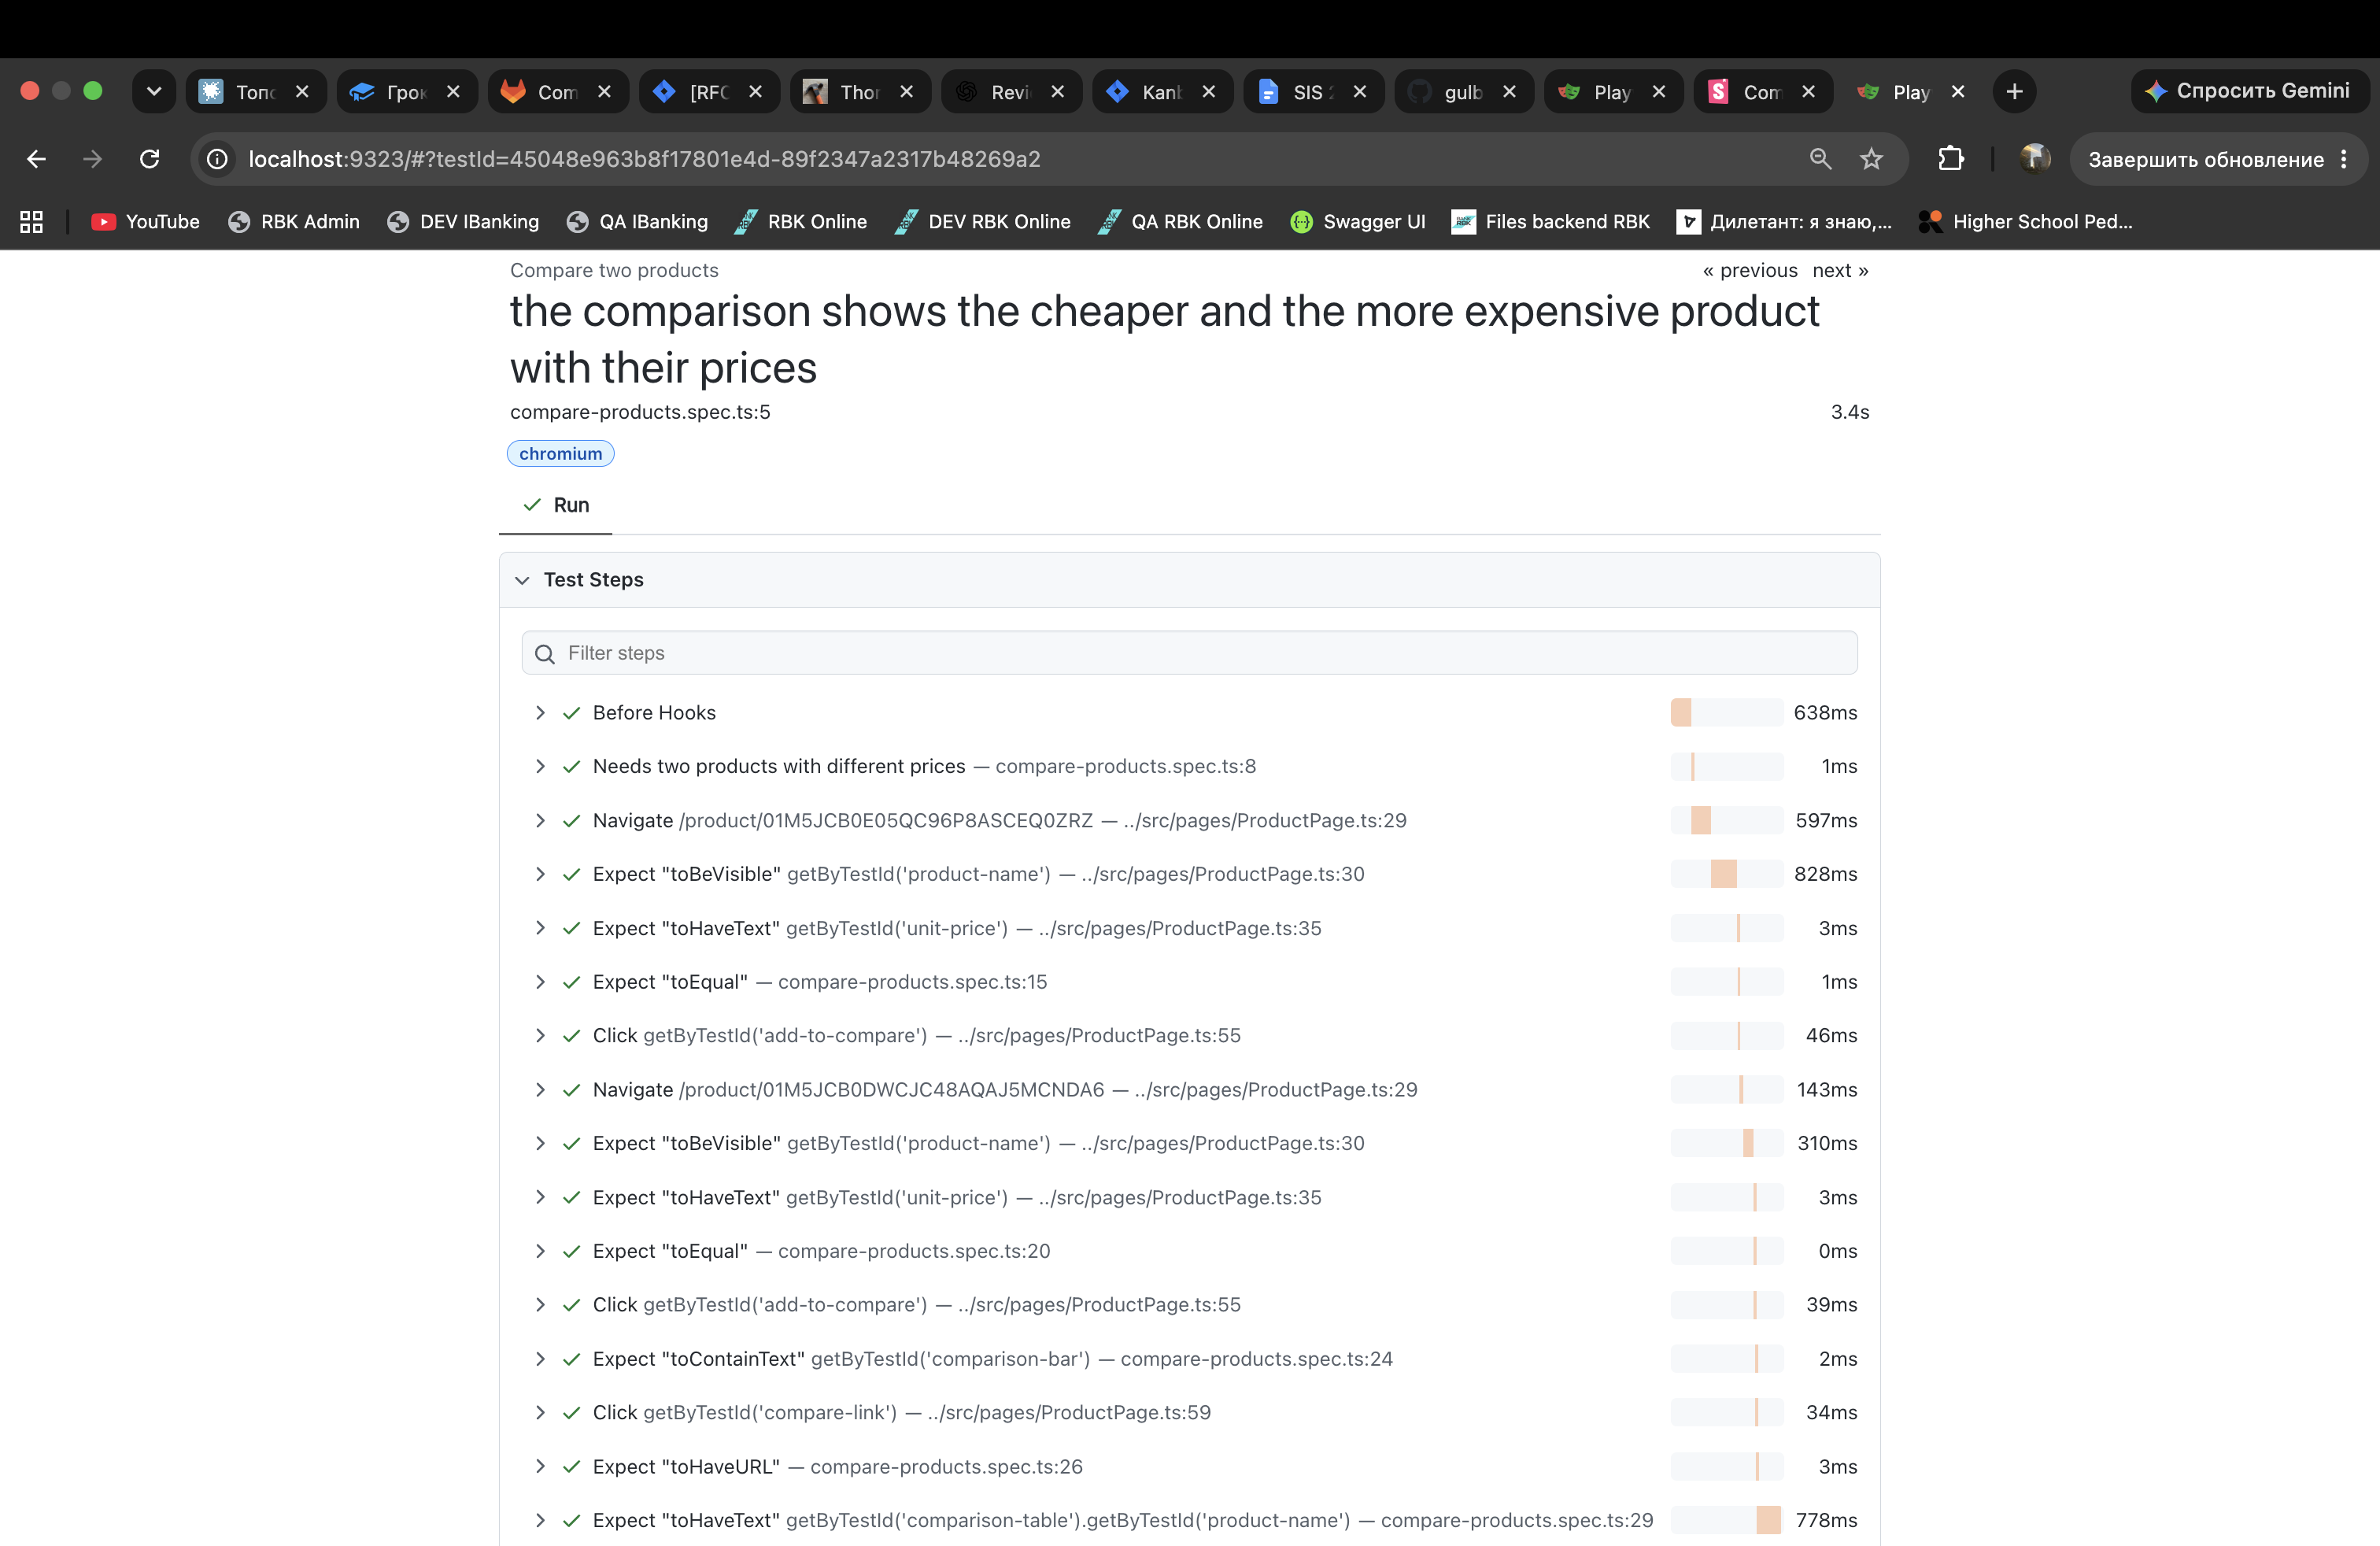 Топс Грок Com [RFC Thor Revi Kanb SIS 2 gulb Play Com Play Спросить Gemini
localhost:9323/#?testId=45048e963b8f17801e4d-89f2347a2317b48269a2 Завершить обновление
YouTube RBK Admin DEV IBanking QA IBanking RBK Online DEV RBK Online QA RBK Online Swagger UI Files backend RBK Дилетант: я знаю,... Higher School Ped...
Compare two products « previous next »
the comparison shows the cheaper and the more expensive product
with their prices
compare-products.spec.ts:5 3.4s
chromium
Run
Test Steps
Filter steps
Before Hooks 638ms
Needs two products with different prices — compare-products.spec.ts:8 1ms
Navigate /product/01M5JCB0E05QC96P8ASCEQ0ZRZ — ../src/pages/ProductPage.ts:29 597ms
Expect "toBeVisible" getByTestId('product-name') — ../src/pages/ProductPage.ts:30 828ms
Expect "toHaveText" getByTestId('unit-price') — ../src/pages/ProductPage.ts:35 3ms
Expect "toEqual" — compare-products.spec.ts:15 1ms
Click getByTestId('add-to-compare') — ../src/pages/ProductPage.ts:55 46ms
Navigate /product/01M5JCB0DWCJC48AQAJ5MCNDA6 — ../src/pages/ProductPage.ts:29 143ms
Expect "toBeVisible" getByTestId('product-name') — ../src/pages/ProductPage.ts:30 310ms
Expect "toHaveText" getByTestId('unit-price') — ../src/pages/ProductPage.ts:35 3ms
Expect "toEqual" — compare-products.spec.ts:20 0ms
Click getByTestId('add-to-compare') — ../src/pages/ProductPage.ts:55 39ms
Expect "toContainText" getByTestId('comparison-bar') — compare-products.spec.ts:24 2ms
Click getByTestId('compare-link') — ../src/pages/ProductPage.ts:59 34ms
Expect "toHaveURL" — compare-products.spec.ts:26 3ms
Expect "toHaveText" getByTestId('comparison-table').getByTestId('product-name') — compare-products.spec.ts:29 778ms